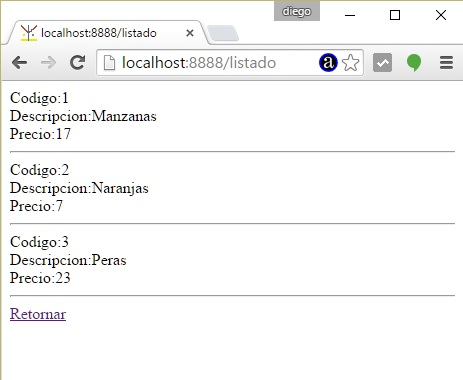 diego
localhost:8888/listado
localhost:8888/listado
a
Codigo:1
Descripcion:Manzanas
Precio:17
Codigo:2
Descripcion:Naranjas
Precio:7
Codigo:3
Descripcion:Peras
Precio:23
Retornar